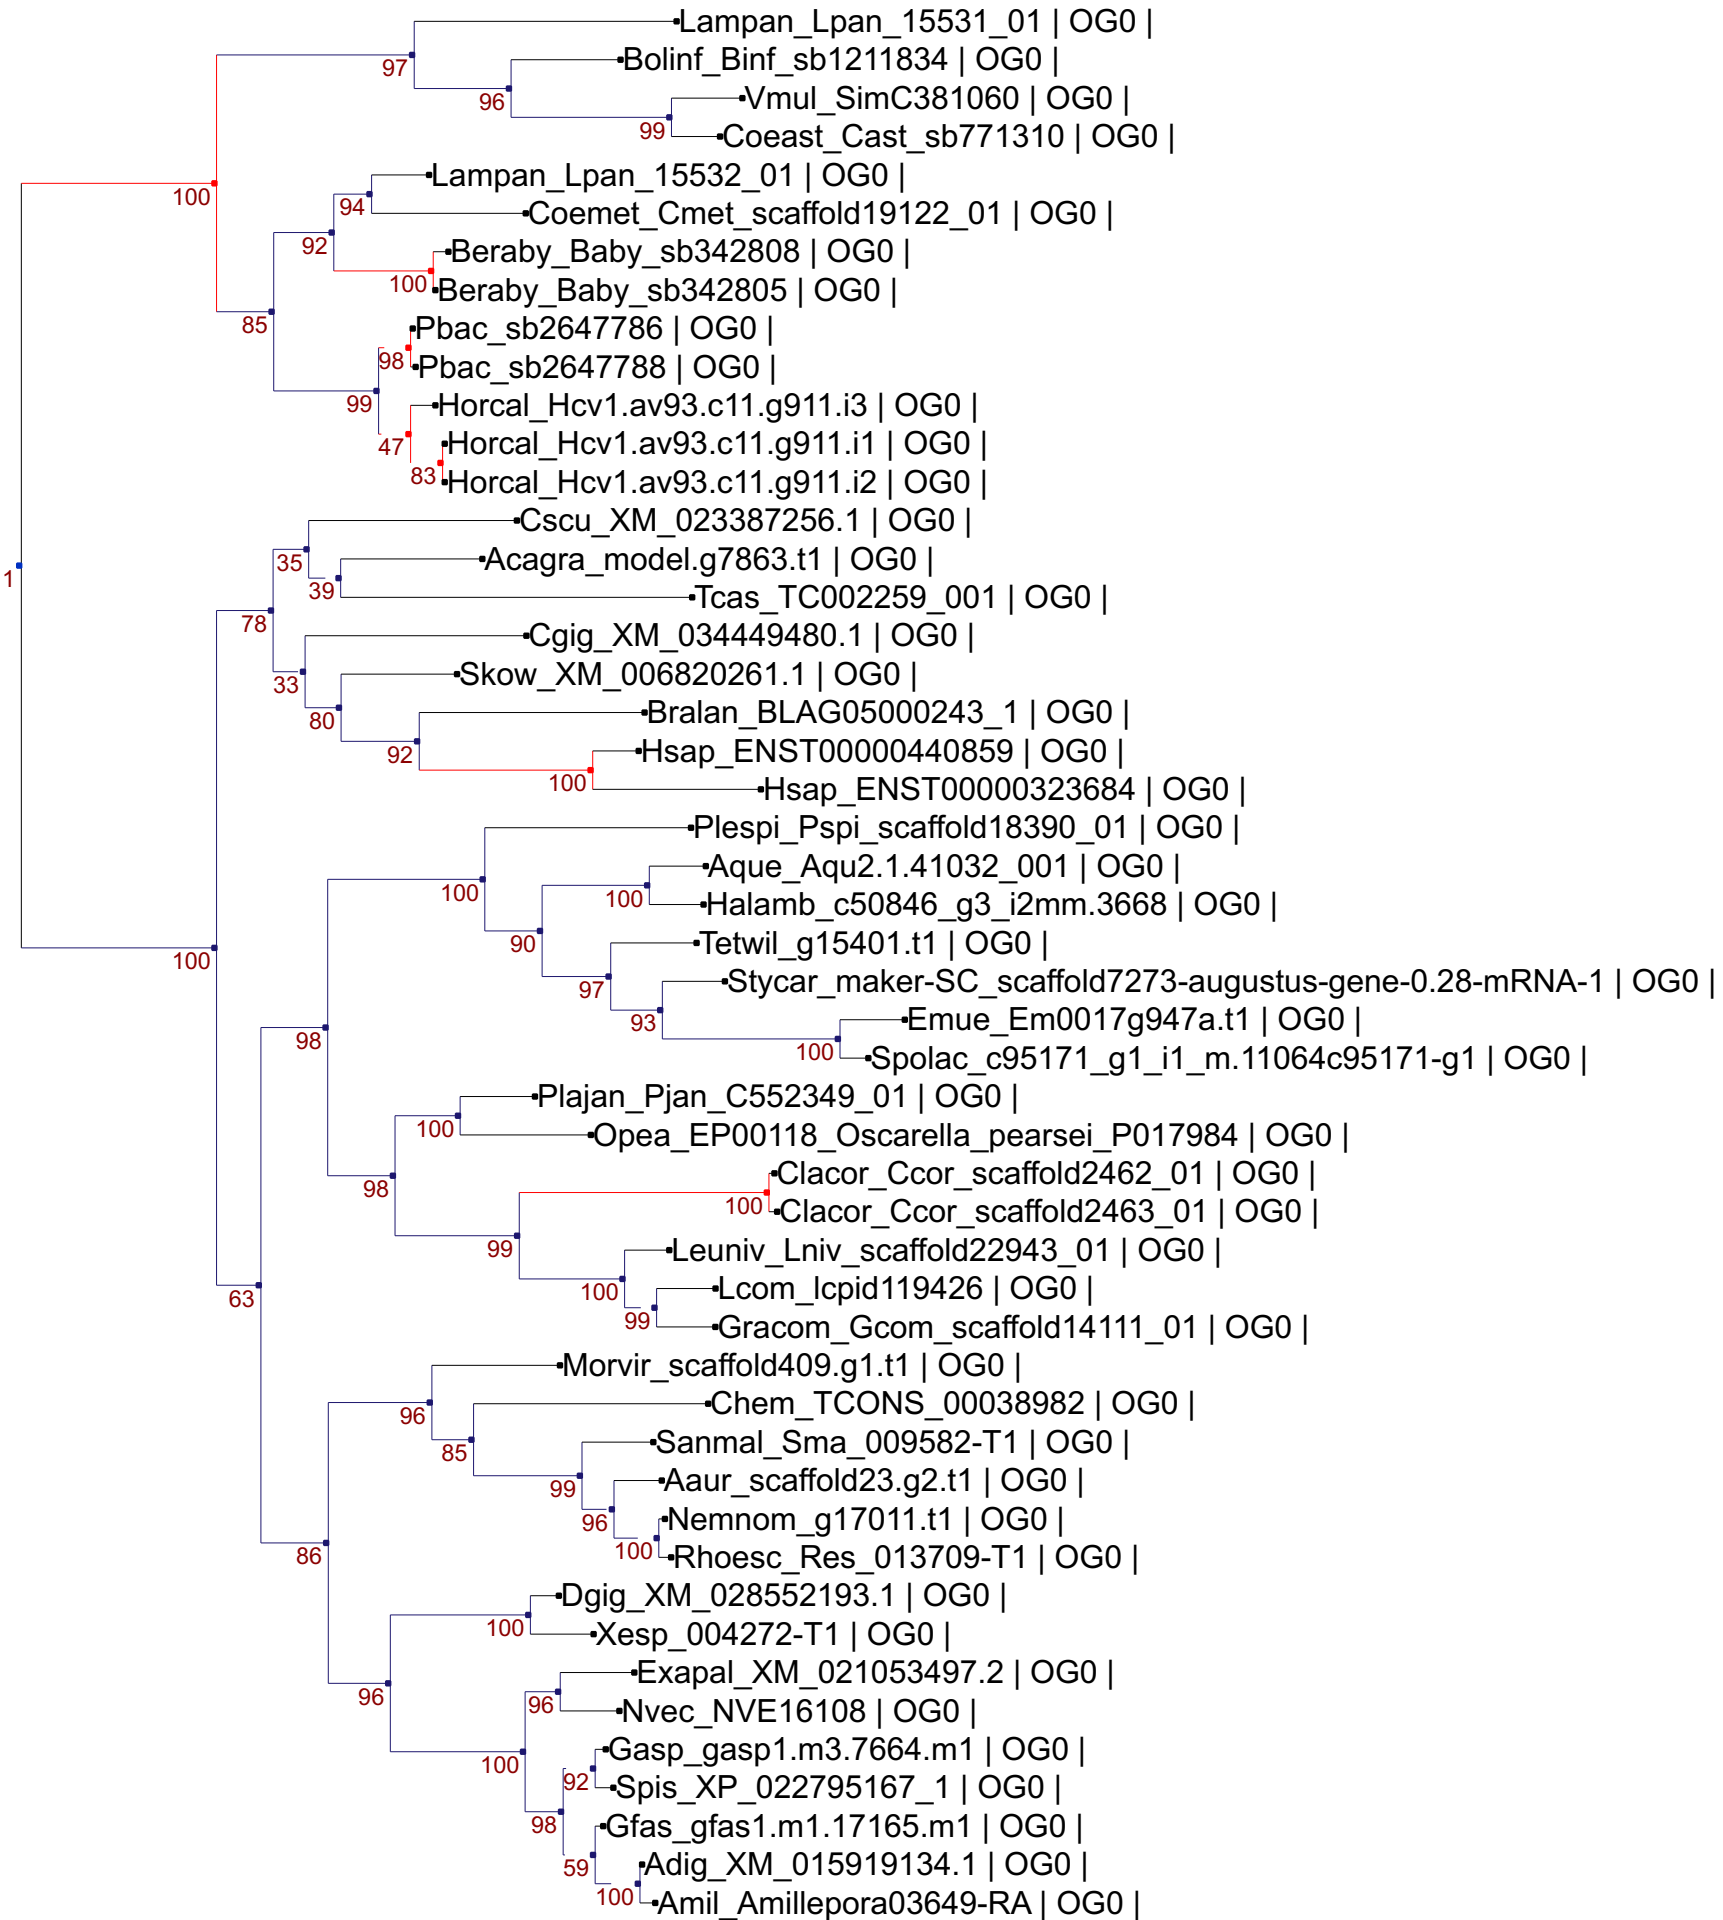 Lampan_Lpan_15531_01 | OG0 |
Bolinf_Binf_sb1211834 | OG0 |
97
96
Vmul_SimC381060 | OG0 |
99
Coeast_Cast_sb771310 | OG0 |
Lampan_Lpan_15532_01 | OG0 |
100
94
Coemet_Cmet_scaffold19122_01 | OG0 |
92
Beraby_Baby_sb342808 | OG0 |
100
Beraby_Baby_sb342805 | OG0 |
85
Pbac_sb2647786 | OG0 |
98
Pbac_sb2647788 | OG0 |
99
Horcal_Hcv1.av93.c11.g911.i3 | OG0 |
47
Horcal_Hcv1.av93.c11.g911.i1 | OG0 |
83
Horcal_Hcv1.av93.c11.g911.i2 | OG0 |
Cscu_XM_023387256.1 | OG0 |
35
Acagra_model.g7863.t1 | OG0 |
1
39
Tcas_TC002259_001 | OG0 |
78
Cgig_XM_034449480.1 | OG0 |
33
Skow_XM_006820261.1 | OG0 |
80
Bralan_BLAG05000243_1 | OG0 |
92
Hsap_ENST00000440859 | OG0 |
100
Hsap_ENST00000323684 | OG0 |
Plespi_Pspi_scaffold18390_01 | OG0 |
Aque_Aqu2.1.41032_001 | OG0 |
100
100
Halamb_c50846_g3_i2mm.3668 | OG0 |
90
Tetwil_g15401.t1 | OG0 |
100
97
Stycar_maker-SC_scaffold7273-augustus-gene-0.28-mRNA-1 | OG0 |
93
Emue_Em0017g947a.t1 | OG0 |
98
100
Spolac_c95171_g1_i1_m.11064c95171-g1 | OG0 |
Plajan_Pjan_C552349_01 | OG0 |
100
Opea_EP00118_Oscarella_pearsei_P017984 | OG0 |
98
Clacor_Ccor_scaffold2462_01 | OG0 |
100
Clacor_Ccor_scaffold2463_01 | OG0 |
99
Leuniv_Lniv_scaffold22943_01 | OG0 |
63
100
Lcom_lcpid119426 | OG0 |
99
Gracom_Gcom_scaffold14111_01 | OG0 |
Morvir_scaffold409.g1.t1 | OG0 |
96
Chem_TCONS_00038982 | OG0 |
85
Sanmal_Sma_009582-T1 | OG0 |
99
Aaur_scaffold23.g2.t1 | OG0 |
96
Nemnom_g17011.t1 | OG0 |
86
100
Rhoesc_Res_013709-T1 | OG0 |
Dgig_XM_028552193.1 | OG0 |
100
Xesp_004272-T1 | OG0 |
Exapal_XM_021053497.2 | OG0 |
96
96
Nvec_NVE16108 | OG0 |
100
Gasp_gasp1.m3.7664.m1 | OG0 |
92
Spis_XP_022795167_1 | OG0 |
98
Gfas_gfas1.m1.17165.m1 | OG0 |
59
Adig_XM_015919134.1 | OG0 |
100
Amil_Amillepora03649-RA | OG0 |